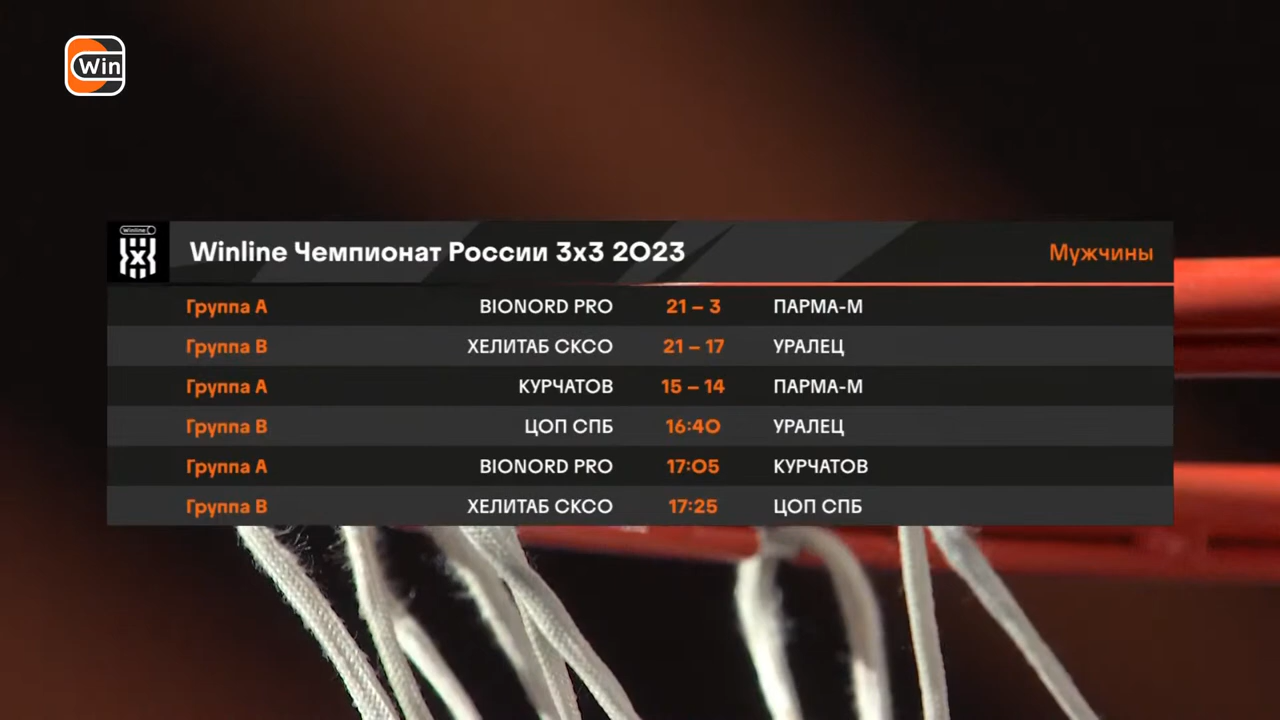 Win
Winline
Winline Чемпионат России 3x3 2023 Мужчины
Группа А BIONORD PRO 21 – 3 ПАРМА-М
Группа В ХЕЛИТАБ СКСО 21 – 17 УРАЛЕЦ
Группа А КУРЧАТОВ 15 – 14 ПАРМА-М
Группа В ЦОП СПБ 16:40 УРАЛЕЦ
Группа А BIONORD PRO 17:05 КУРЧАТОВ
Группа В ХЕЛИТАБ СКСО 17:25 ЦОП СПБ